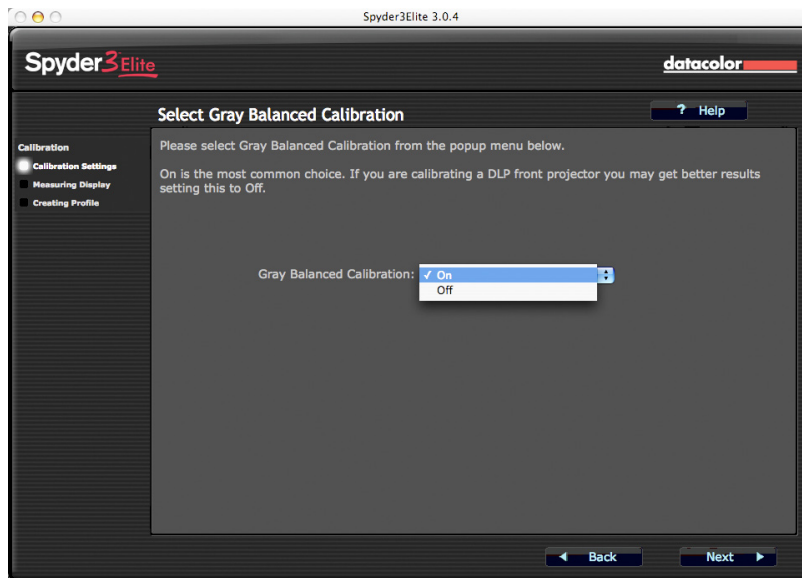 Spyder3Elite 3.0.4
Spyder3Elite
datacolor
Select Gray Balanced Calibration
? Help
Calibration
Calibration Settings
Measuring Display
Creating Profile
Please select Gray Balanced Calibration from the popup menu below.
On is the most common choice. If you are calibrating a DLP front projector you may get better results
setting this to Off.
Gray Balanced Calibration: ✓ On
Off
Back
Next